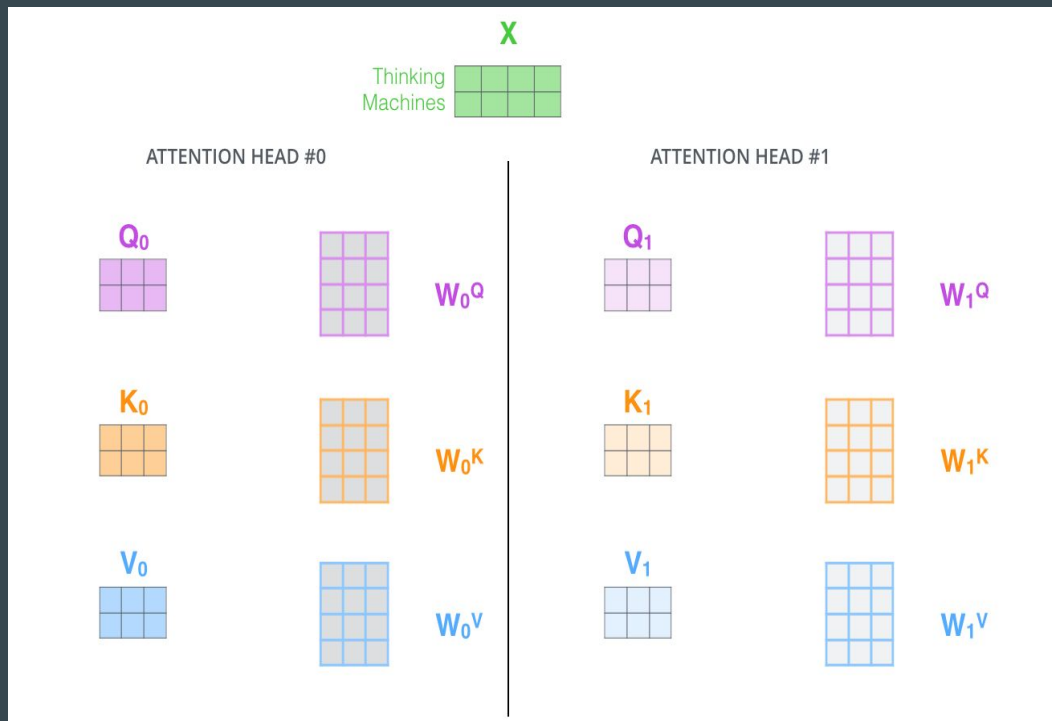 X
Thinking
Machines
ATTENTION HEAD #0
ATTENTION HEAD #1
Q₀
W₀Q
Q₁
W₁Q
K₀
W₀K
K₁
W₁K
V₀
W₀V
V₁
W₁V